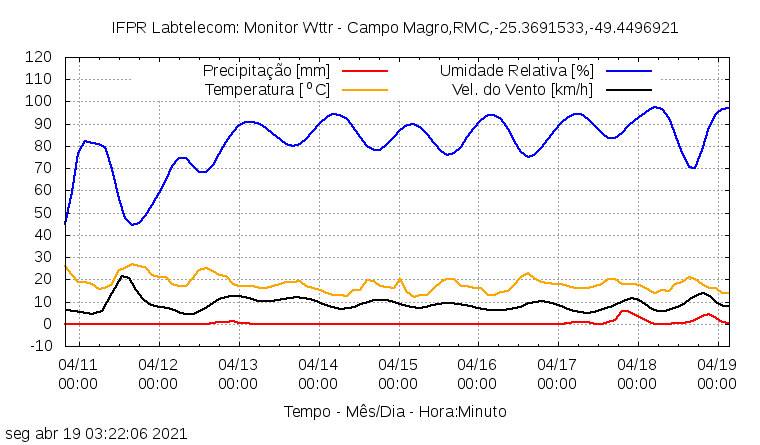 IFPR Labtelecom: Monitor Wttr - Campo Magro,RMC,-25.3691533,-49.4496921
Precipitação [mm] Umidade Relativa [%]
Temperatura [ ⁰C] Vel. do Vento [km/h]
120
110
100
90
80
70
60
50
40
30
20
10
0
-10
04/11 04/12 04/13 04/14 04/15 04/16 04/17 04/18 04/19
00:00 00:00 00:00 00:00 00:00 00:00 00:00 00:00 00:00
Tempo - Mês/Dia - Hora:Minuto
seg abr 19 03:22:06 2021